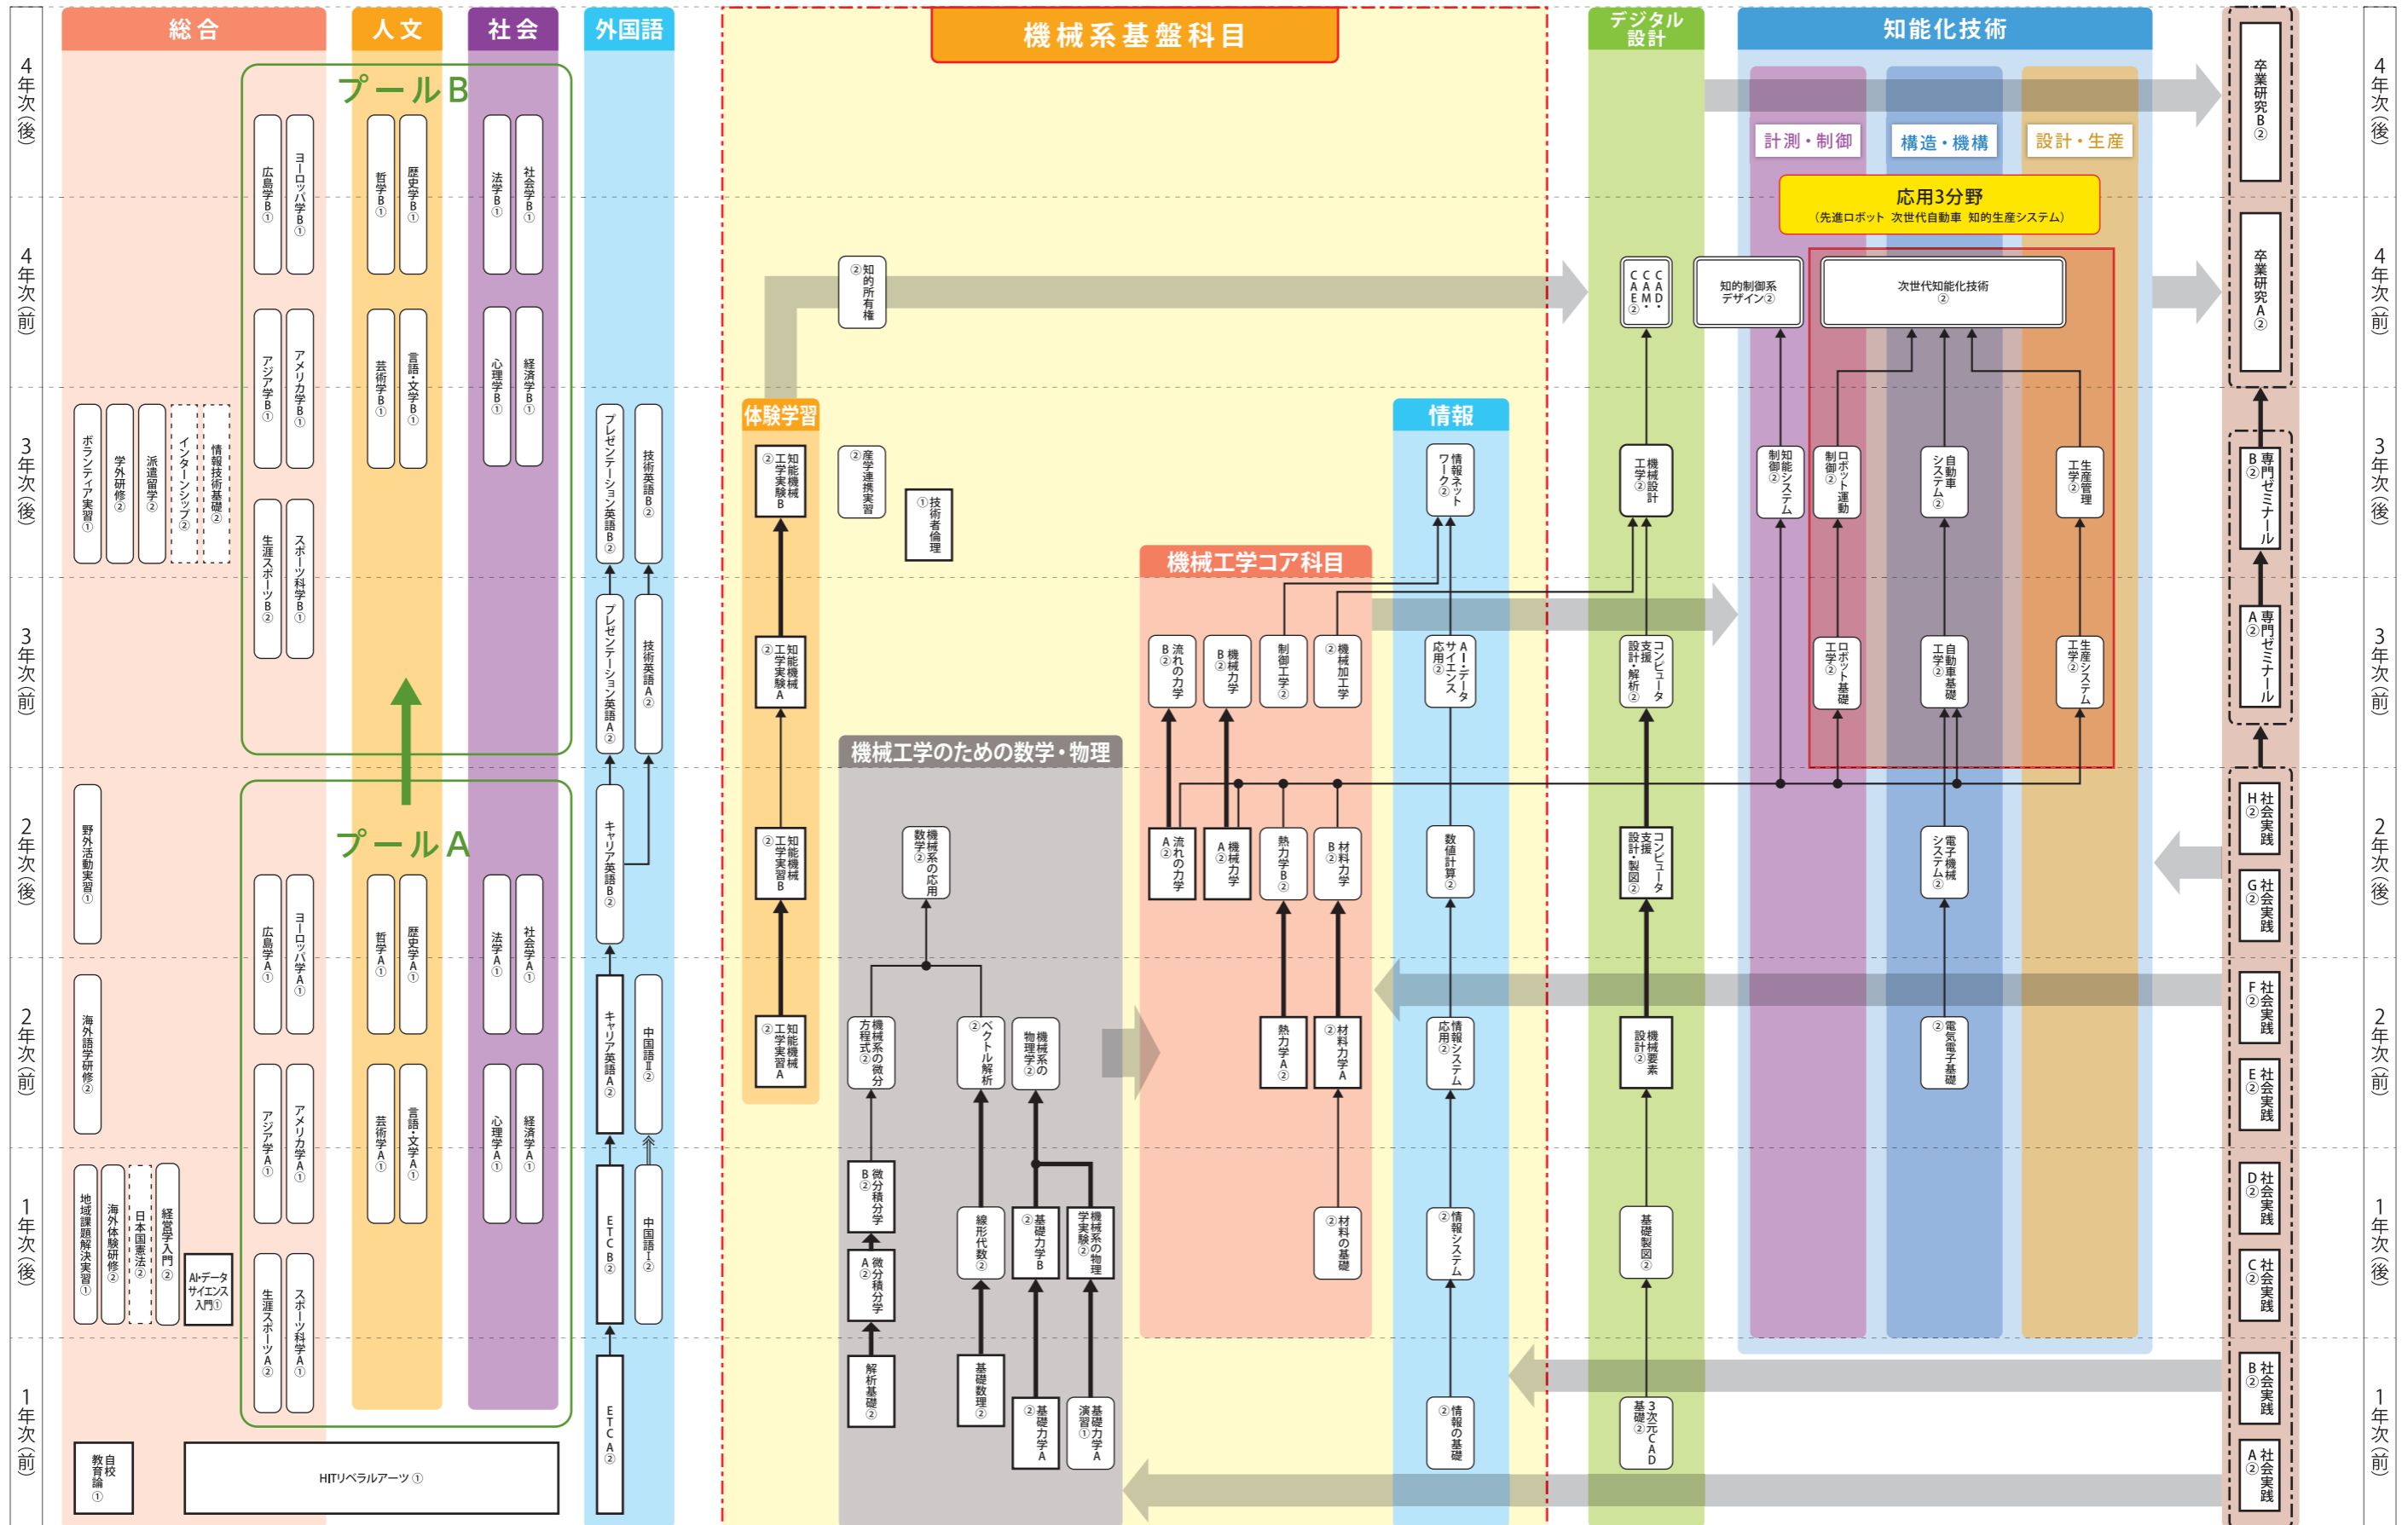 総合
人文
社会
外国語
機械系基盤科目
デジタル
設計
知能化技術
4年次(後)
4年次(前)
3年次(後)
3年次(前)
2年次(後)
2年次(前)
1年次(後)
1年次(前)
プールB
広島学B①
ヨーロッパ学B①
哲学B①
歴史学B①
法学B①
社会学B①
アジア学B①
アメリカ学B①
芸術学B①
言語・文学B①
心理学B①
経済学B①
生涯スポーツB②
スポーツ科学B①
ボランティア実習①
学外研修②
派遣留学②
インターンシップ②
情報技術基礎②
プールA
野外活動実習①
海外語学研修②
広島学A①
ヨーロッパ学A①
哲学A①
歴史学A①
法学A①
社会学A①
アジア学A①
アメリカ学A①
芸術学A①
言語・文学A①
心理学A①
経済学A①
生涯スポーツA②
スポーツ科学A①
地域課題解決実習①
海外体験研修②
日本国憲法②
経営学入門②
AI・データ
サイエンス
入門①
自校
教育論①
HITリベラルアーツ ①
プレゼンテーション英語B②
技術英語B②
プレゼンテーション英語A②
技術英語A②
キャリア英語B②
キャリア英語A②
中国語Ⅱ②
ETC B②
中国語Ⅰ②
ETC A②
体験学習
知能機械
工学実験B
②
知能機械
工学実験A
②
知能機械
工学実習B
②
知能機械
工学実習A
②
知的所有権
②
産学連携実習
②
技術者倫理
①
機械工学のための数学・物理
機械系の応用
数学②
機械系の微分
方程式②
ベクトル解析
②
機械系の
物理学②
微分積分学
B②
微分積分学
A②
線形代数②
基礎力学B
②
機械系の物理
学実験②
解析基礎②
基礎数理②
基礎力学A
②
基礎力学A
演習①
機械工学コア科目
流れの力学
B②
機械力学
B②
制御工学②
機械加工学
②
流れの力学
A②
機械力学
A②
熱力学B②
材料力学
B②
熱力学A②
材料力学A
②
材料の基礎
②
情報
情報ネット
ワーク②
AI・データ
サイエンス
応用②
数値計算②
情報システム
応用②
情報システム
②
情報の基礎
②
CAD・
CAM・
CAE②
機械設計
工学②
コンピュータ
支援
設計・解析②
コンピュータ
支援
設計・製図②
機械要素
設計②
基礎製図②
3次元CAD
基礎②
計測・制御
構造・機構
設計・生産
応用3分野
(先進ロボット 次世代自動車 知的生産システム)
知的制御系
デザイン②
次世代知能化技術
②
知能システム
制御②
ロボット運動
制御②
自動車
システム②
生産管理
工学②
ロボット基礎
工学②
自動車基礎
工学②
生産システム
工学②
電子機械
システム②
電気電子基礎
②
卒業研究B②
卒業研究A②
専門ゼミナール
B②
専門ゼミナール
A②
社会実践
H②
社会実践
G②
社会実践
F②
社会実践
E②
社会実践
D②
社会実践
C②
社会実践
B②
社会実践
A②
4年次(後)
4年次(前)
3年次(後)
3年次(前)
2年次(後)
2年次(前)
1年次(後)
1年次(前)